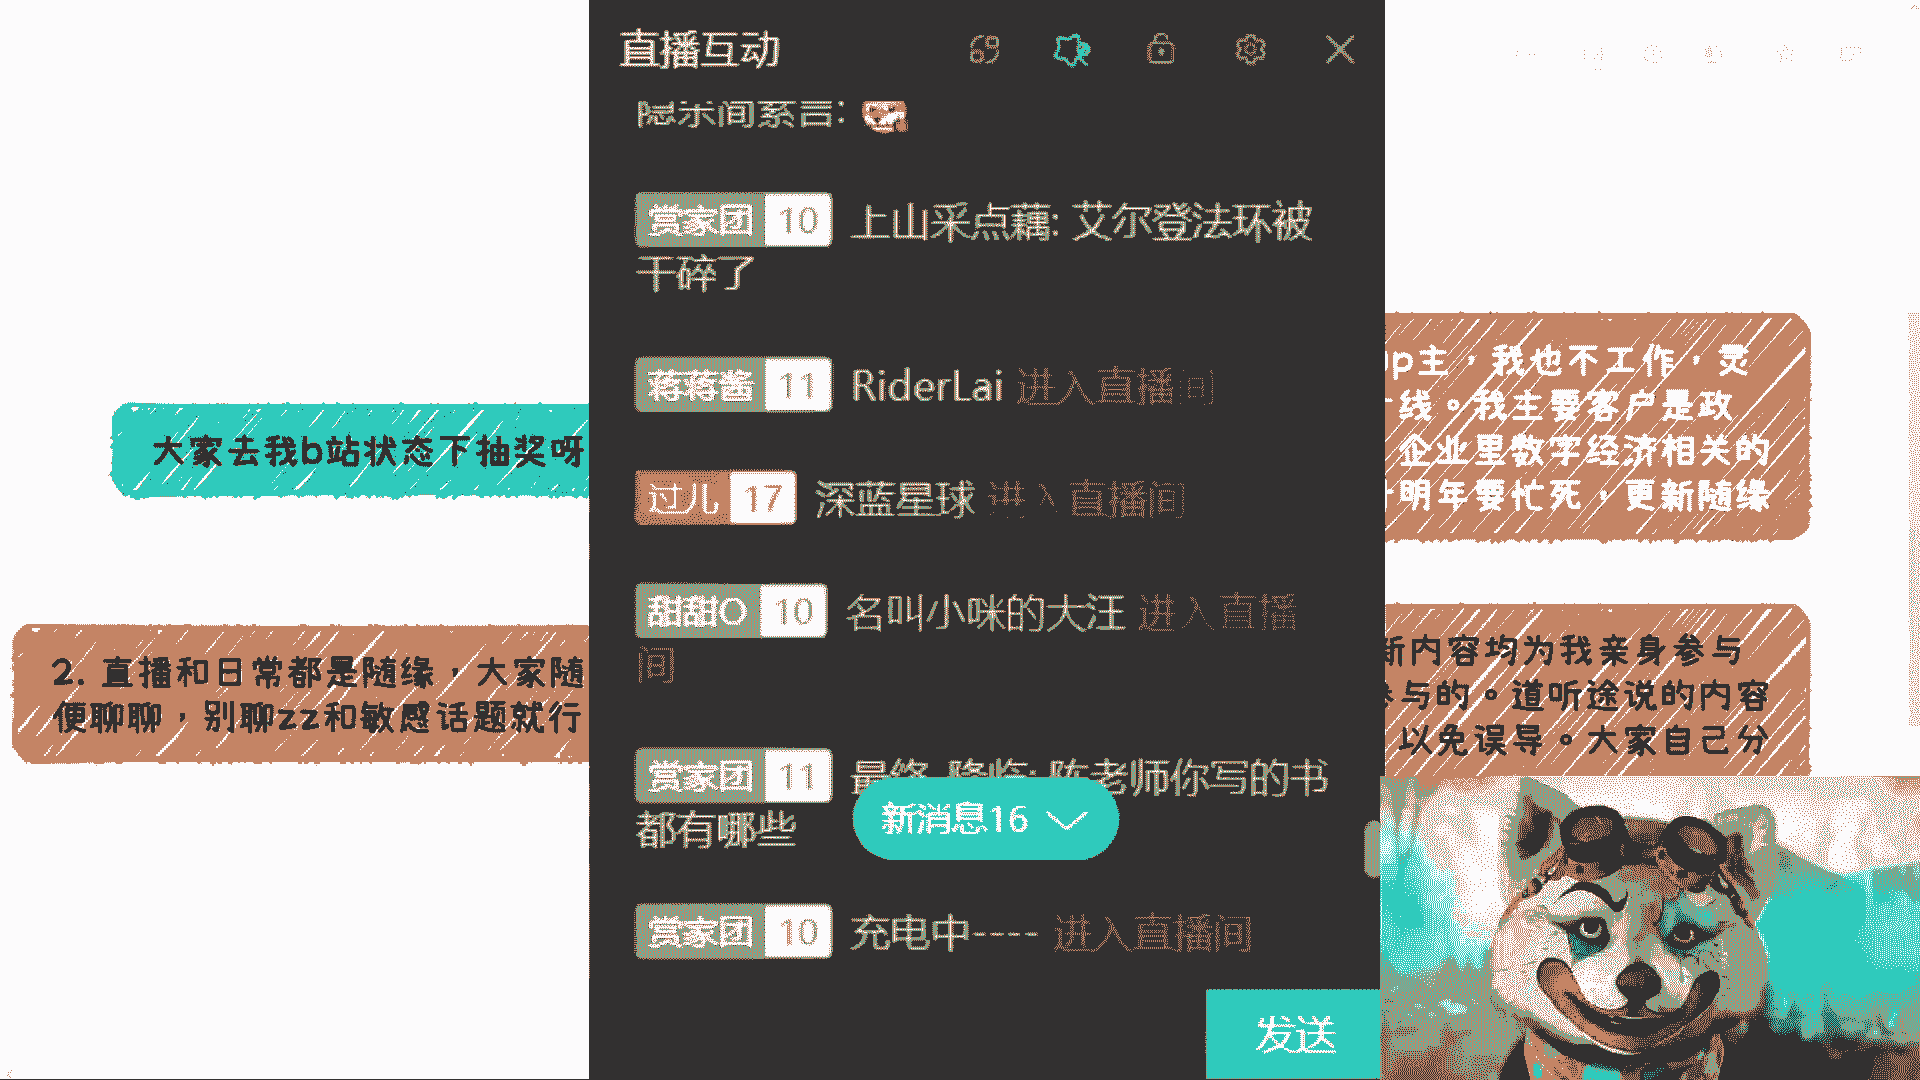 直播互动
赏家团 10 上山采点藕: 艾尔登法环被
干碎了
蒋蒋酱 11 RiderLai 进入直播间
过儿 17 深蓝星球 进入直播间
甜甜O 10 名叫小咪的大汪 进入直播
间
赏家团 11 最终 降临: 陈老师你写的书
都有哪些
新消息16
赏家团 10 充电中---- 进入直播间
发送
大家去我b站状态下抽奖呀
2. 直播和日常都是随缘，大家随
便聊聊，别聊zz和敏感话题就行
p主，我也不工作，灵
线。我主要客户是政
企业里数字经济相关的
明年要忙死，更新随缘
新内容均为我亲身参与
参与的。道听途说的内容
以免误导。大家自己分